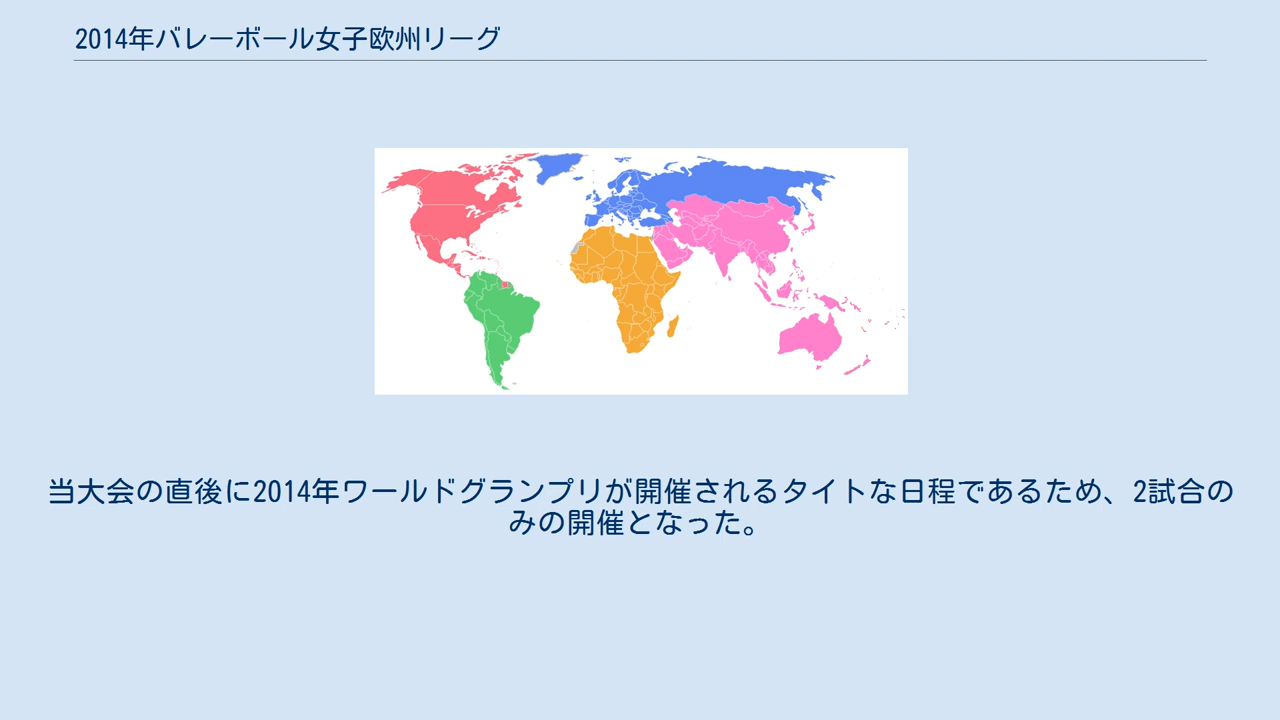 2014年バレーボール女子欧州リーグ
当大会の直後に2014年ワールドグランプリが開催されるタイトな日程であるため、2試合の
みの開催となった。